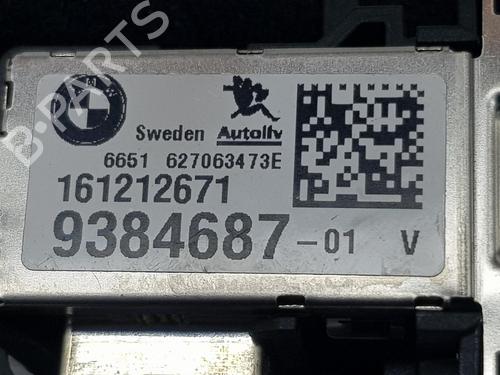 Sweden Autoliv
6651 627063473E
161212671
9384687-01 V
B-PARTS